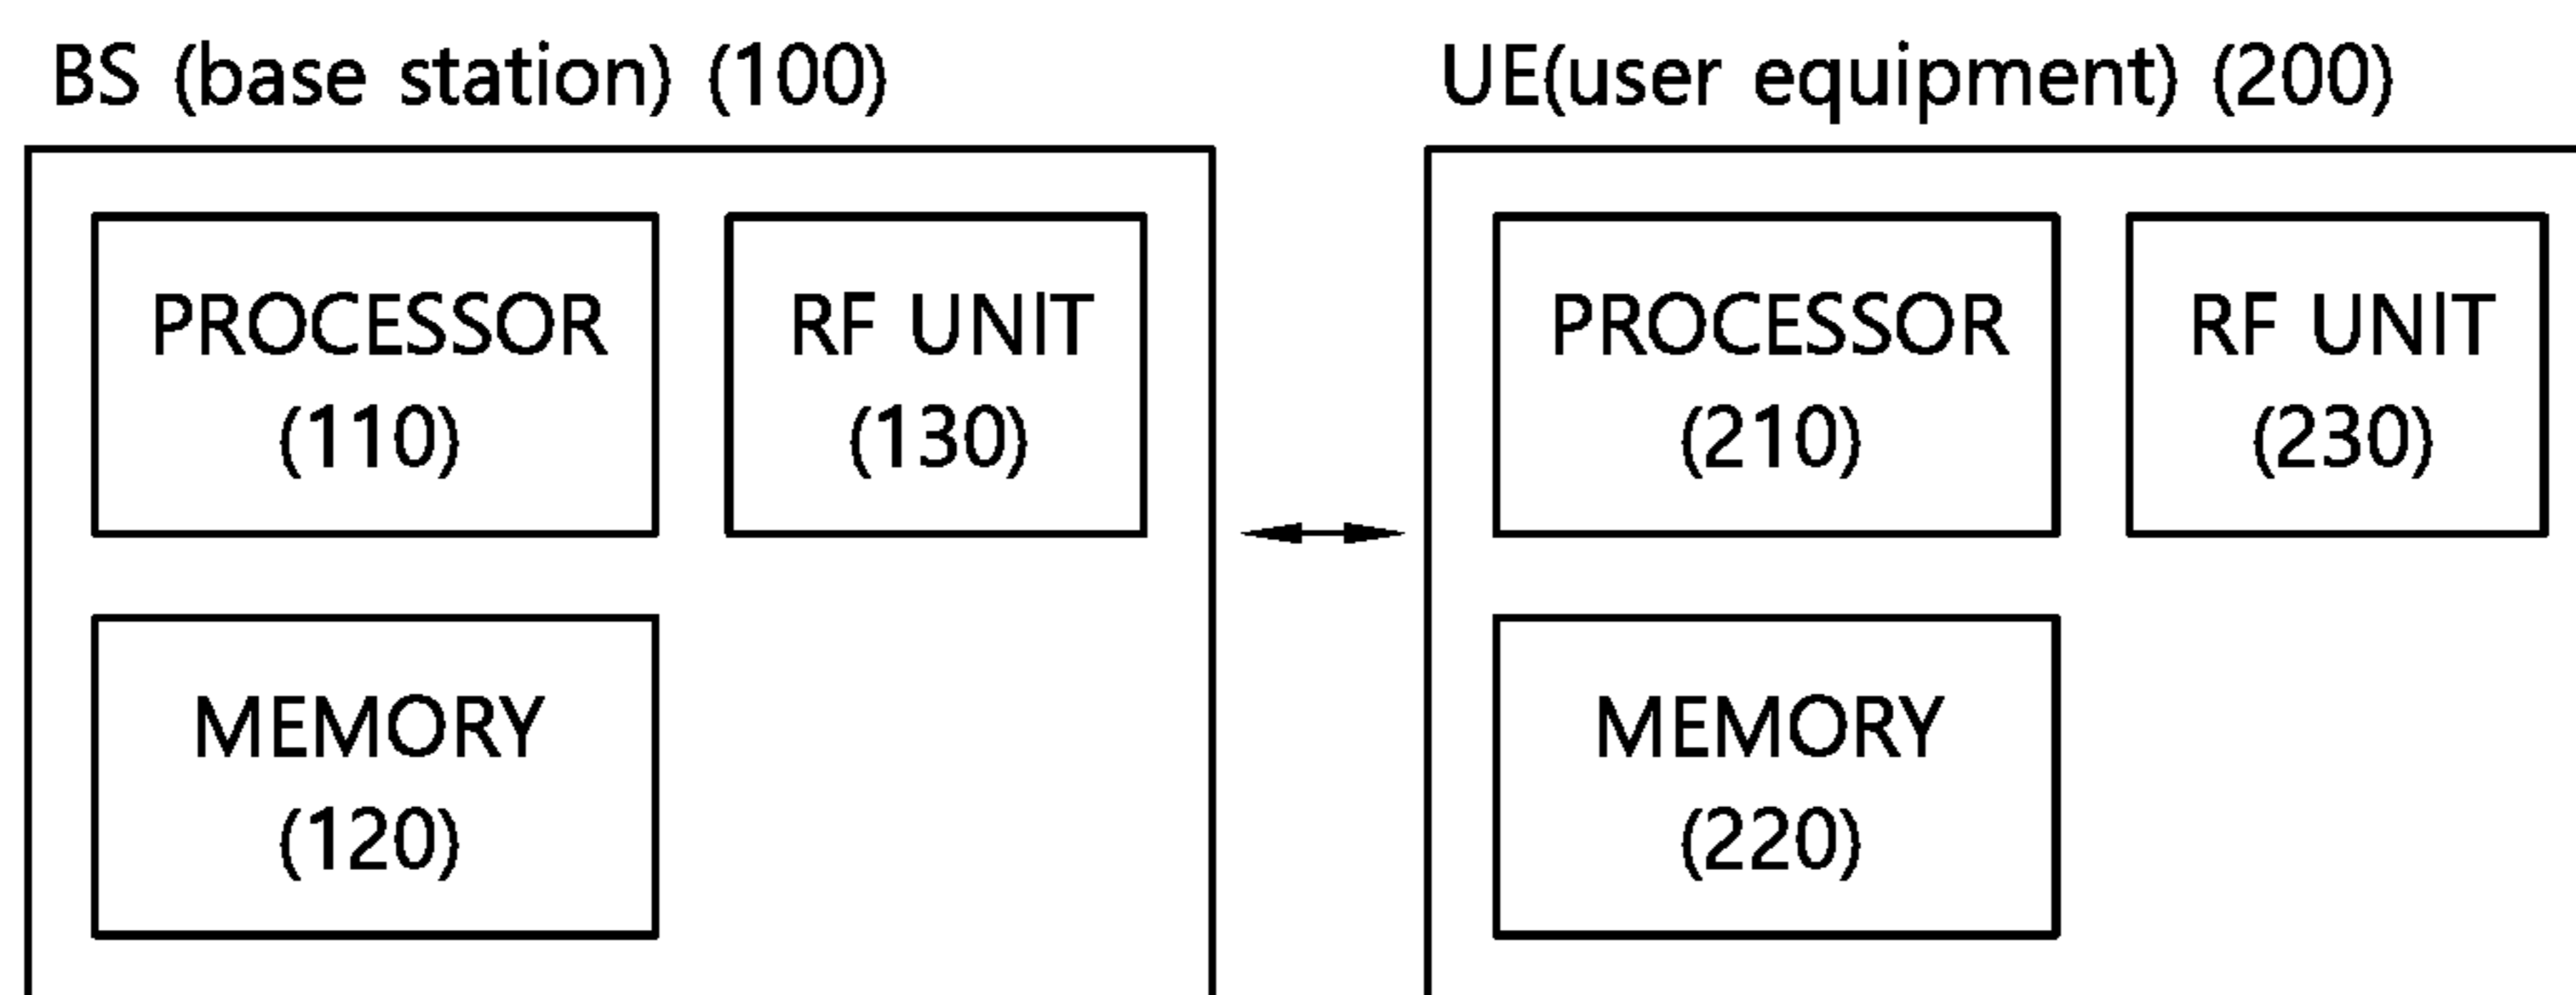 BS (base station) (100)
UE(user equipment) (200)
PROCESSOR
(110)
RF UNIT
(130)
MEMORY
(120)
PROCESSOR
(210)
RF UNIT
(230)
MEMORY
(220)